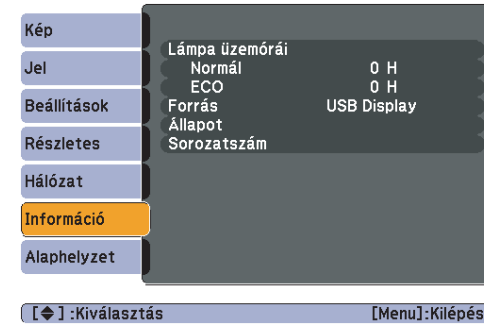 Kép
Jel
Beállítások
Részletes
Hálózat
Információ
Alaphelyzet
Lámpa üzemórái
Normál 0 H
ECO 0 H
Forrás USB Display
Állapot
Sorozatszám
[◆] :Kiválasztás [Menu]:Kilépés